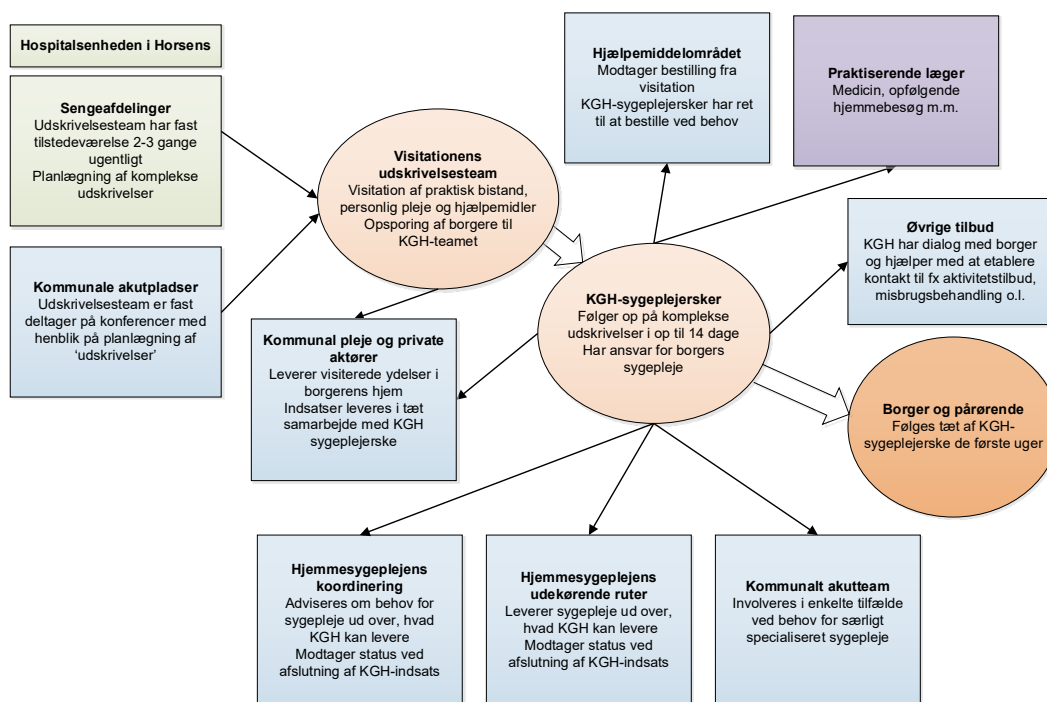 Hospitalsenheden i Horsens
Sengeafdelinger
Udskrivelsesteam har fast
tilstedeværelse 2-3 gange
ugentligt
Planlægning af komplekse
udskrivelser
Kommunale akutpladser
Udskrivelsesteam er fast
deltager på konferencer med
henblik på planlægning af
‘udskrivelser’
Visitationens
udskrivelsesteam
Visitation af praktisk bistand,
personlig pleje og hjælpemidler
Opsporing af borgere til
KGH-teamet
Hjælpemiddelområdet
Modtager bestilling fra
visitation
KGH-sygeplejersker har ret
til at bestille ved behov
Praktiserende læger
Medicin, opfølgende
hjemmebesøg m.m.
Øvrige tilbud
KGH har dialog med borger
og hjælper med at etablere
kontakt til fx aktivitetstilbud,
misbrugsbehandling o.l.
KGH-sygeplejersker
Følger op på komplekse
udskrivelser i op til 14 dage
Har ansvar for borgers
sygepleje
Kommunal pleje og private
aktører
Leverer visiterede ydelser i
borgerens hjem
Indsatser leveres i tæt
samarbejde med KGH
sygeplejerske
Borger og pårørende
Følges tæt af KGH-
sygeplejerske de første uger
Hjemmesygeplejens
koordinering
Adviseres om behov for
sygepleje ud over, hvad
KGH kan levere
Modtager status ved
afslutning af KGH-indsats
Hjemmesygeplejens
udekørende ruter
Leverer sygepleje ud over,
hvad KGH kan levere
Modtager status ved
afslutning af KGH-indsats
Kommunalt akutteam
Involveres i enkelte tilfælde
ved behov for særligt
specialiseret sygepleje